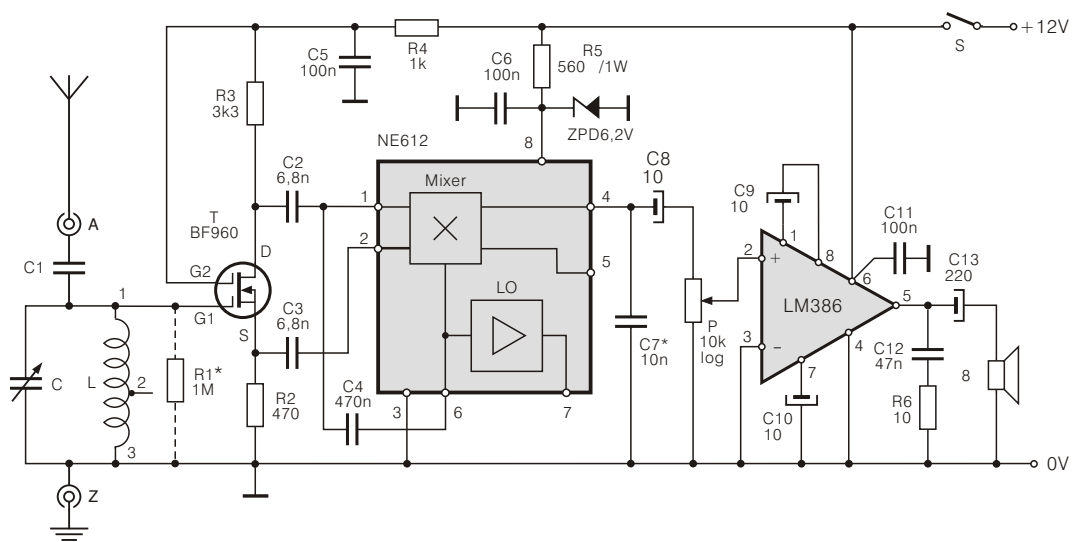 +12V
S
C5
100n
R4
1k
C6
100n
R5
560 /1W
R3
3k3
ZPD6,2V
NE612
8
C2
6,8n
1
Mixer
4
C8
10
C9
10
1
8
C11
100n
T
BF960
D
2
5
A
C1
G2
G1
S
C3
6,8n
LO
P
10k
log
2
+
LM386
6
5
C13
220
1
C
L
2
3
R1*
1M
R2
470
C4
470n
3
6
7
C7*
10n
3
−
7
4
C10
10
C12
47n
R6
10
8
0V
Z